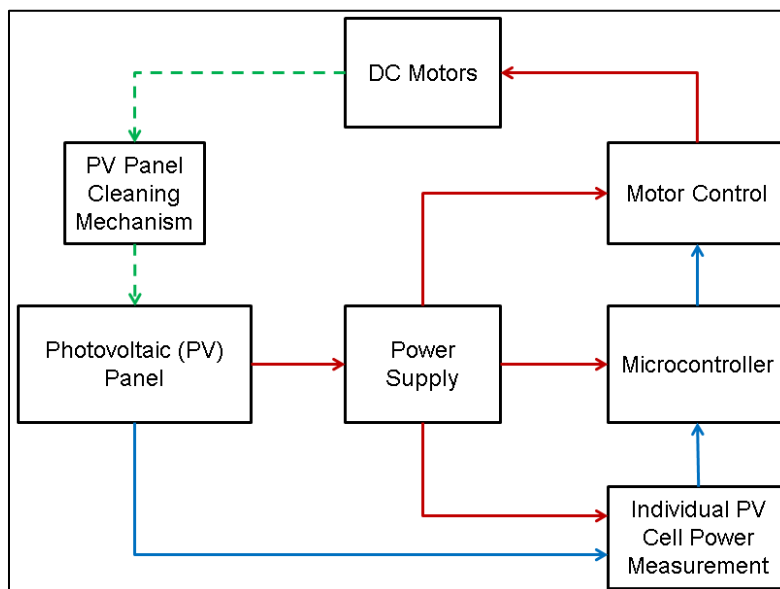 DC Motors
PV Panel
Cleaning
Mechanism
Motor Control
Photovoltaic (PV)
Panel
Power
Supply
Microcontroller
Individual PV
Cell Power
Measurement